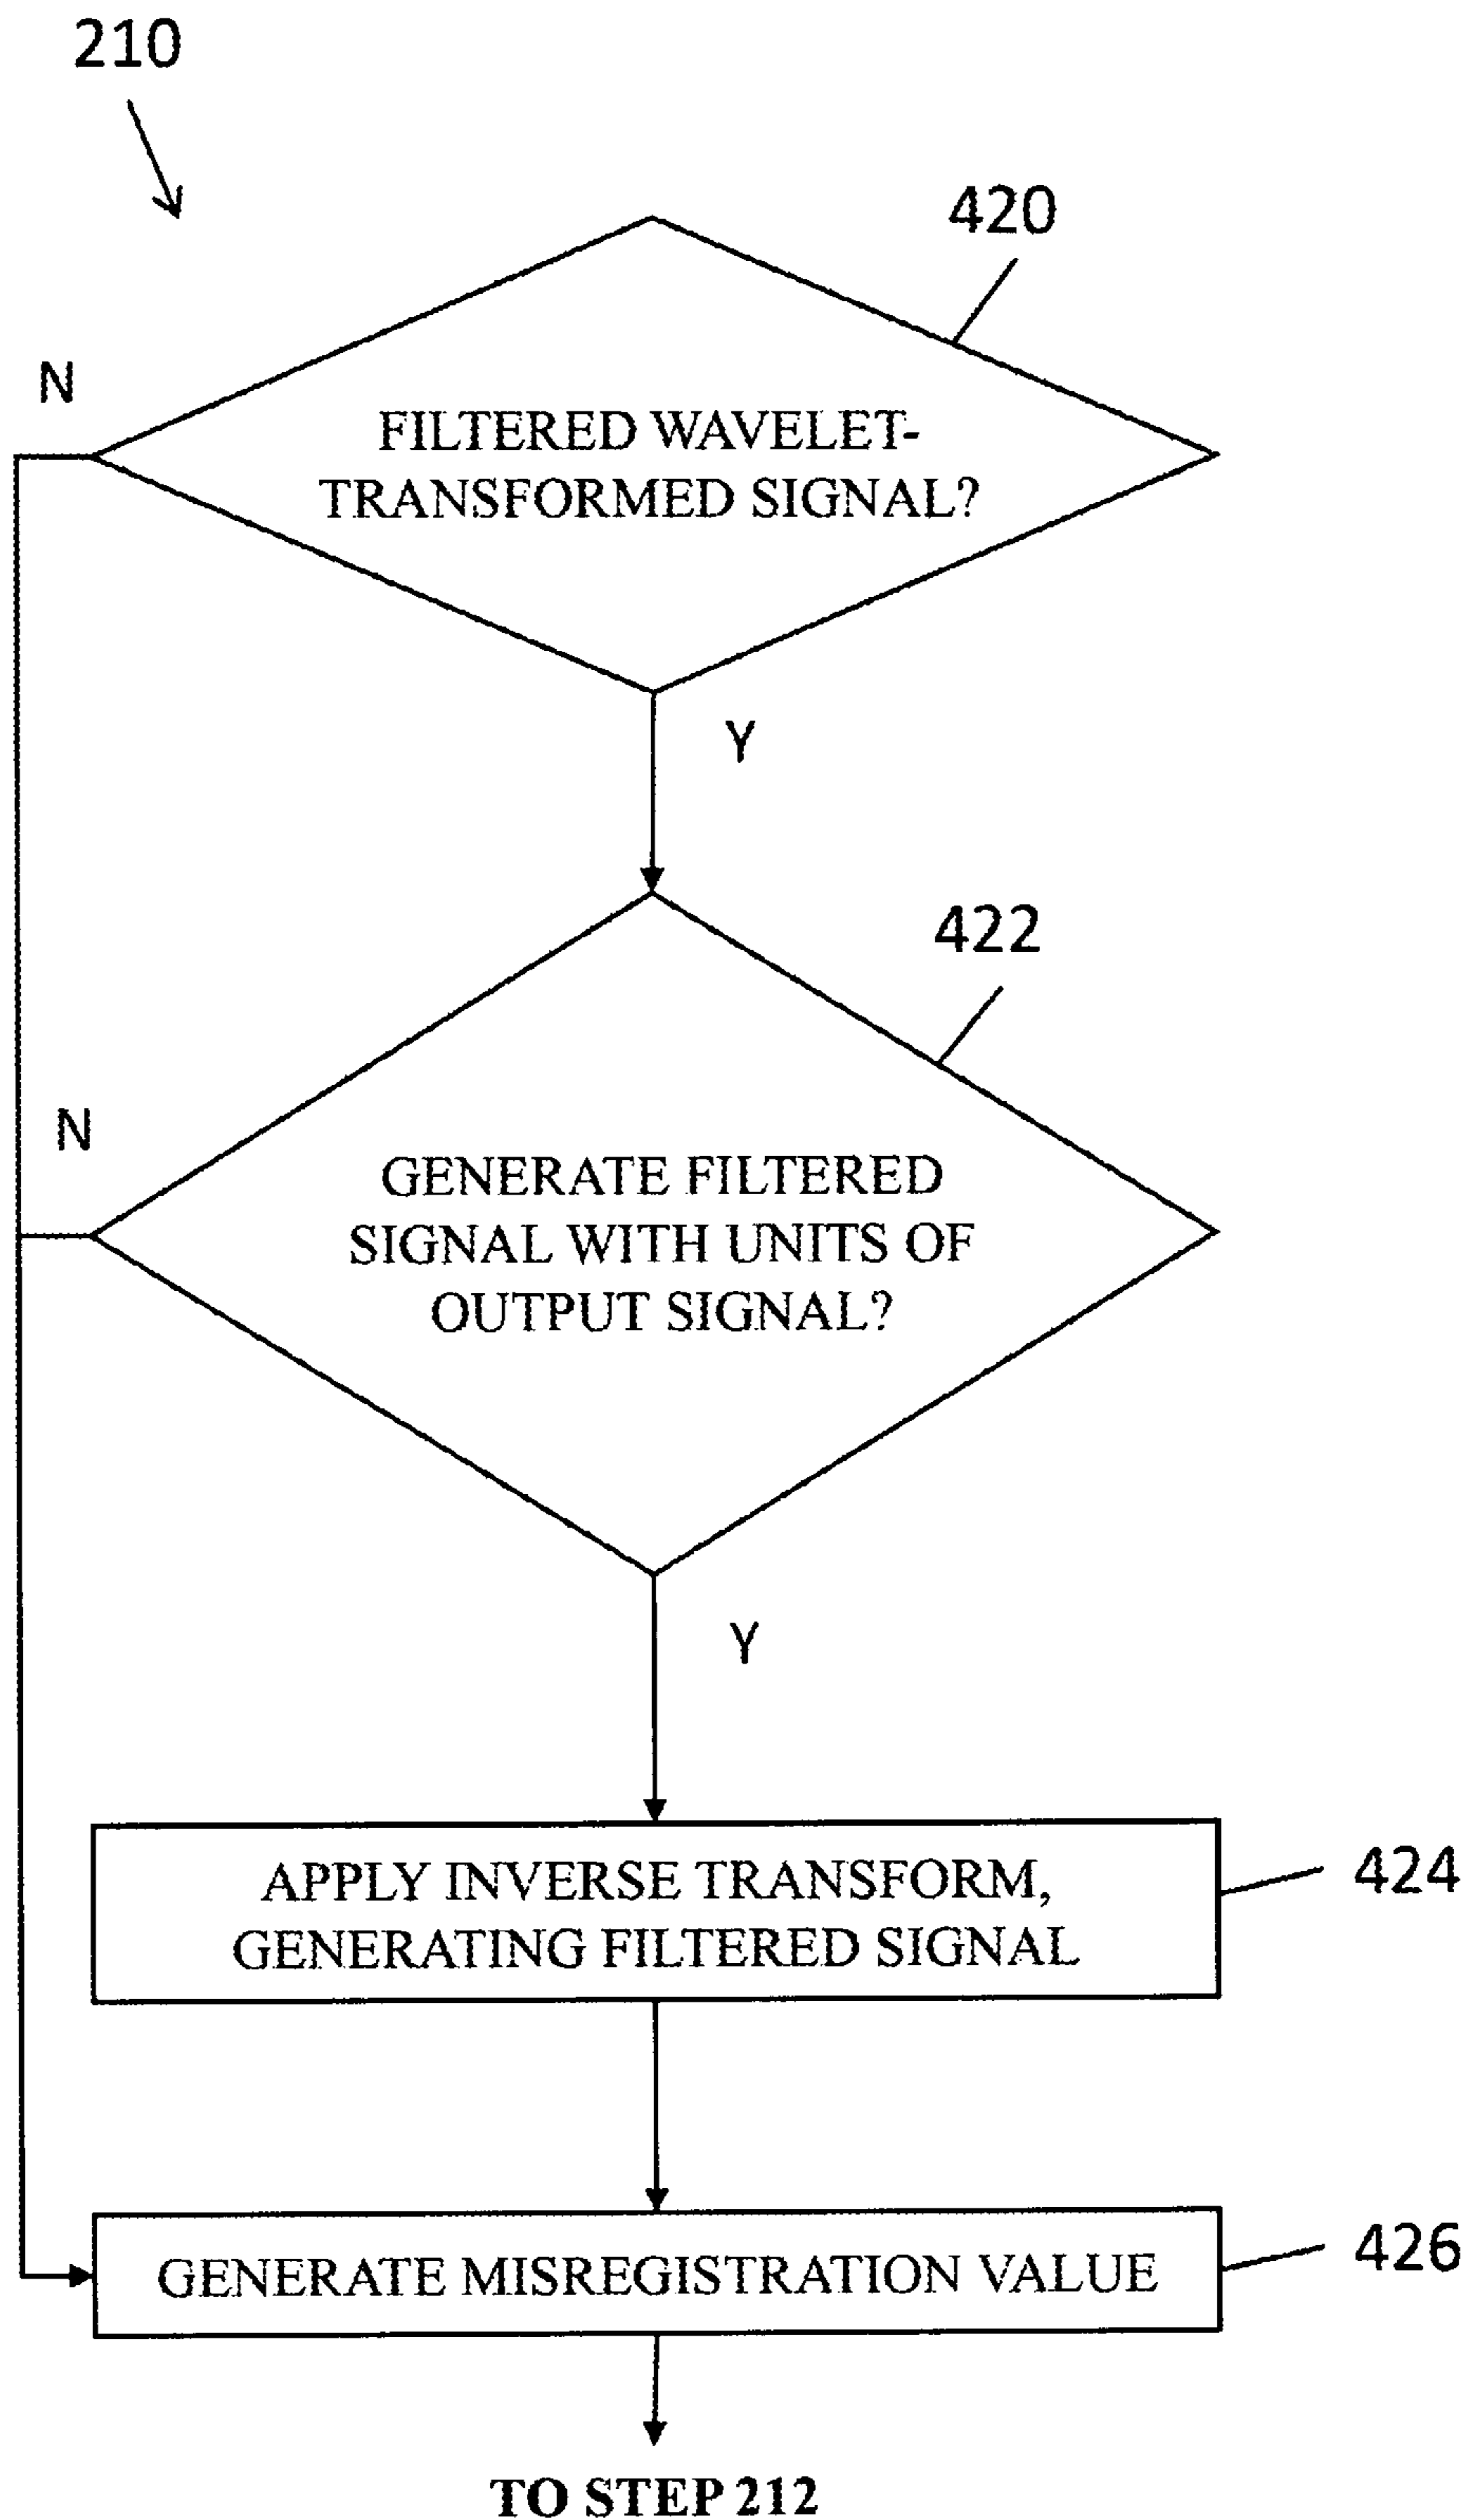 210
420
N
FILTERED WAVELET-
TRANSFORMED SIGNAL?
Y
422
N
GENERATE FILTERED
SIGNAL WITH UNITS OF
OUTPUT SIGNAL?
Y
APPLY INVERSE TRANSFORM,
GENERATING FILTERED SIGNAL
424
GENERATE MISREGISTRATION VALUE
426
TO STEP 212